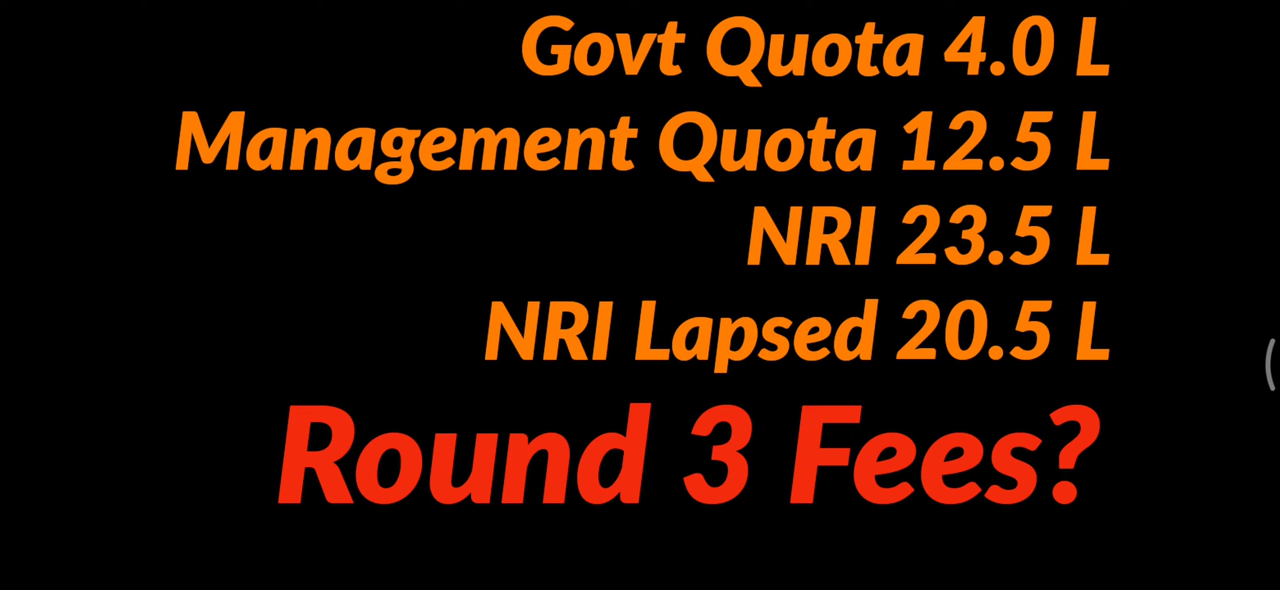 Govt Quota 4.0 L
Management Quota 12.5 L
NRI 23.5 L
NRI Lapsed 20.5 L
Round 3 Fees?